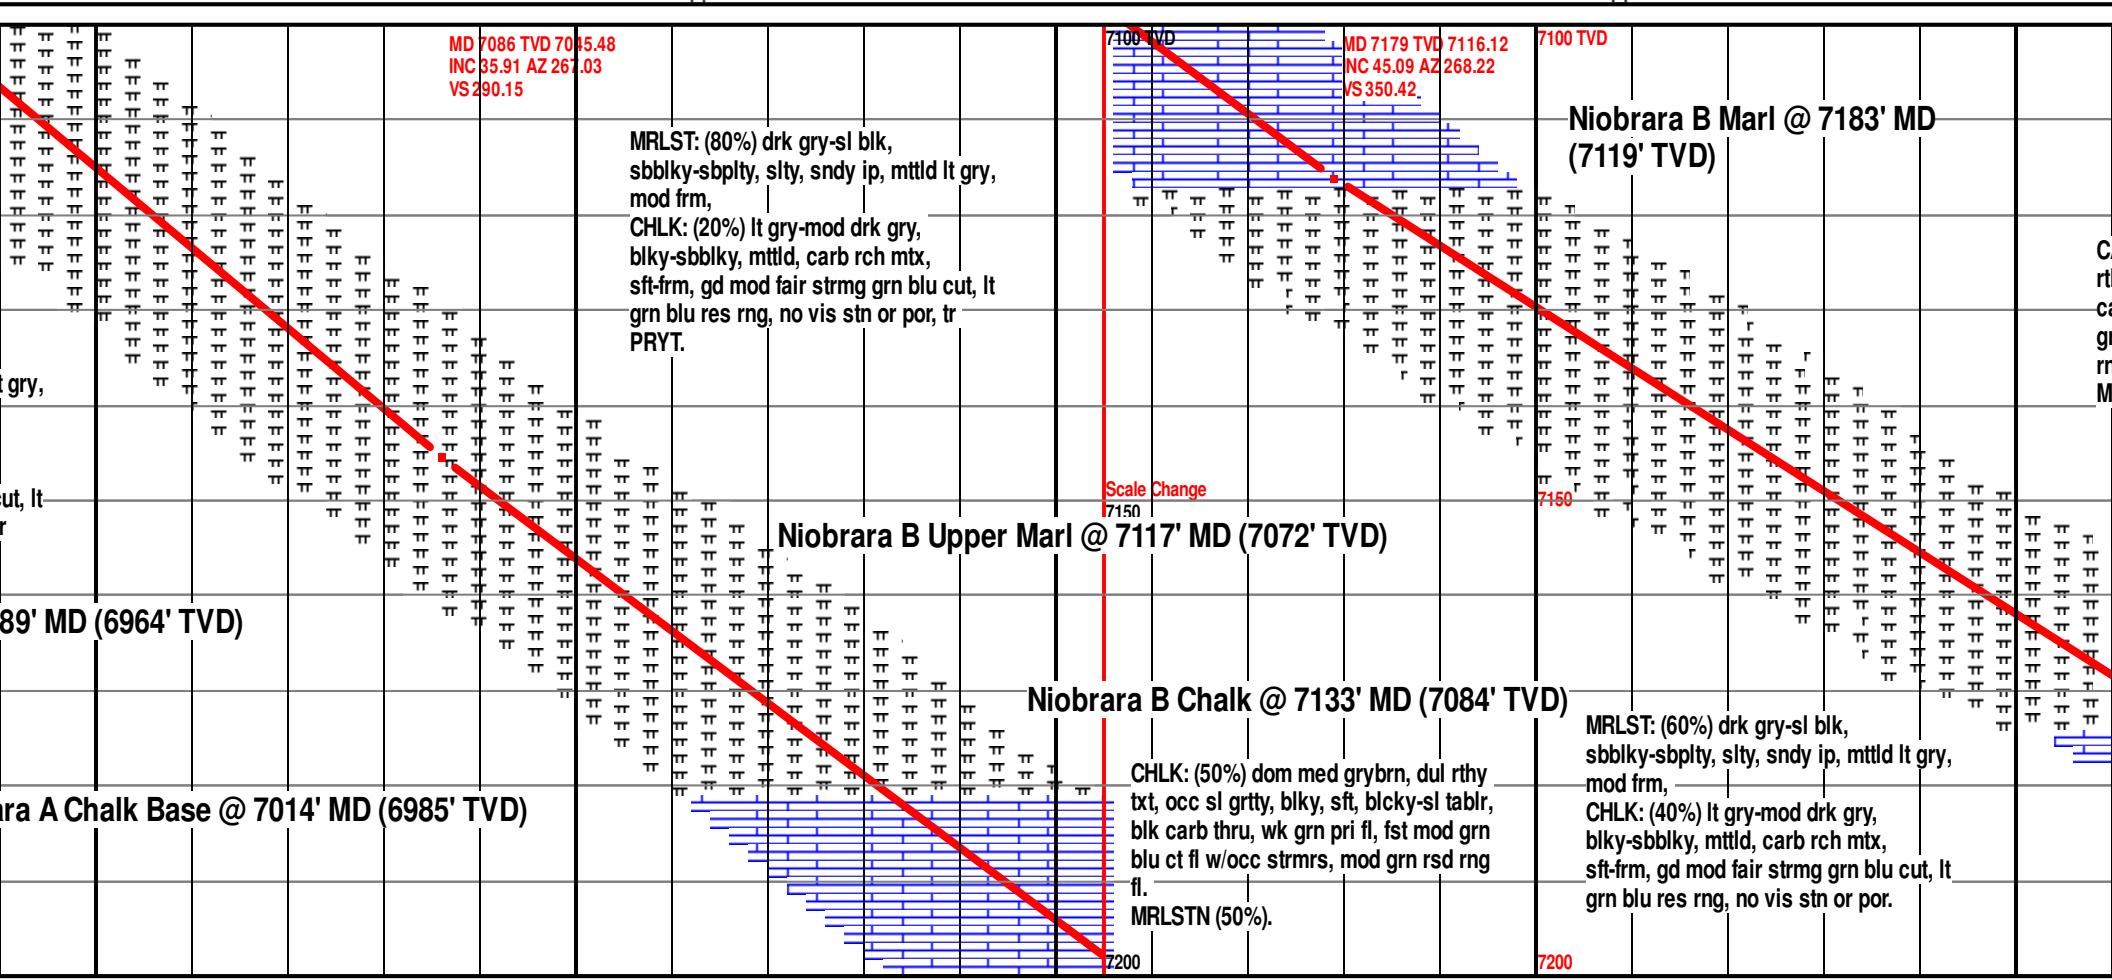 MD 7086 TVD 7045.48
INC 35.91 AZ 267.03
VS 290.15
7100 TVD
MD 7179 TVD 7116.12
INC 45.09 AZ 268.22
VS 350.42
7100 TVD
Niobrara B Marl @ 7183' MD
(7119' TVD)
MRLST: (80%) drk gry-sl blk,
sbblky-sbplty, slty, sndy ip, mttld lt gry,
mod frm,
CHLK: (20%) lt gry-mod drk gry,
blky-sbblky, mttld, carb rch mtx,
sft-frm, gd mod fair strmg grn blu cut, lt
grn blu res rng, no vis stn or por, tr
PRYT.
t gry,
cut, lt
r
Scale Change
7150
7150
Niobrara B Upper Marl @ 7117' MD (7072' TVD)
89' MD (6964' TVD)
Niobrara B Chalk @ 7133' MD (7084' TVD)
ara A Chalk Base @ 7014' MD (6985' TVD)
CHLK: (50%) dom med grybrn, dul rthy
txt, occ sl grtty, blky, sft, blcky-sl tablr,
blk carb thru, wk grn pri fl, fst mod grn
blu ct fl w/occ strmrs, mod grn rsd rng
fl.
MRLSTN (50%).
MRLST: (60%) drk gry-sl blk,
sbblky-sbplty, slty, sndy ip, mttld lt gry,
mod frm,
CHLK: (40%) lt gry-mod drk gry,
blky-sbblky, mttld, carb rch mtx,
sft-frm, gd mod fair strmg grn blu cut, lt
grn blu res rng, no vis stn or por.
7200
7200